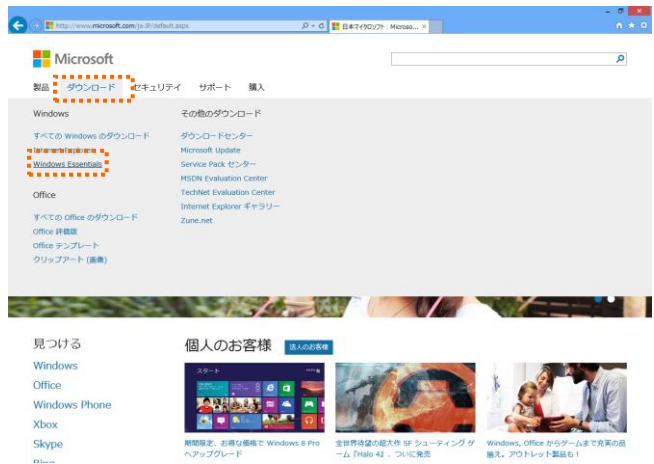 http://www.microsoft.com/ja-JP/default.aspx
日本マイクロソフト : Microso...
Microsoft
製品 ダウンロード セキュリティ サポート 購入
Windows
すべての Windows のダウンロード
Internet Explorer
Windows Essentials
Office
すべての Office のダウンロード
Office 評価版
Office テンプレート
クリップアート (画像)
その他のダウンロード
ダウンロードセンター
Microsoft Update
Service Pack センター
MSDN Evaluation Center
TechNet Evaluation Center
Internet Explorer ギャラリー
Zune.net
見つける
Windows
Office
Windows Phone
Xbox
Skype
Bing
個人のお客様 法人のお客様
スタート
期間限定、お得な価格で Windows 8 Pro
へアップグレード
全世界待望の超大作 SF シューティング ゲ
ーム「Halo 4」、ついに発売
Windows, Office からゲームまで充実の品
揃え。アウトレット製品も！